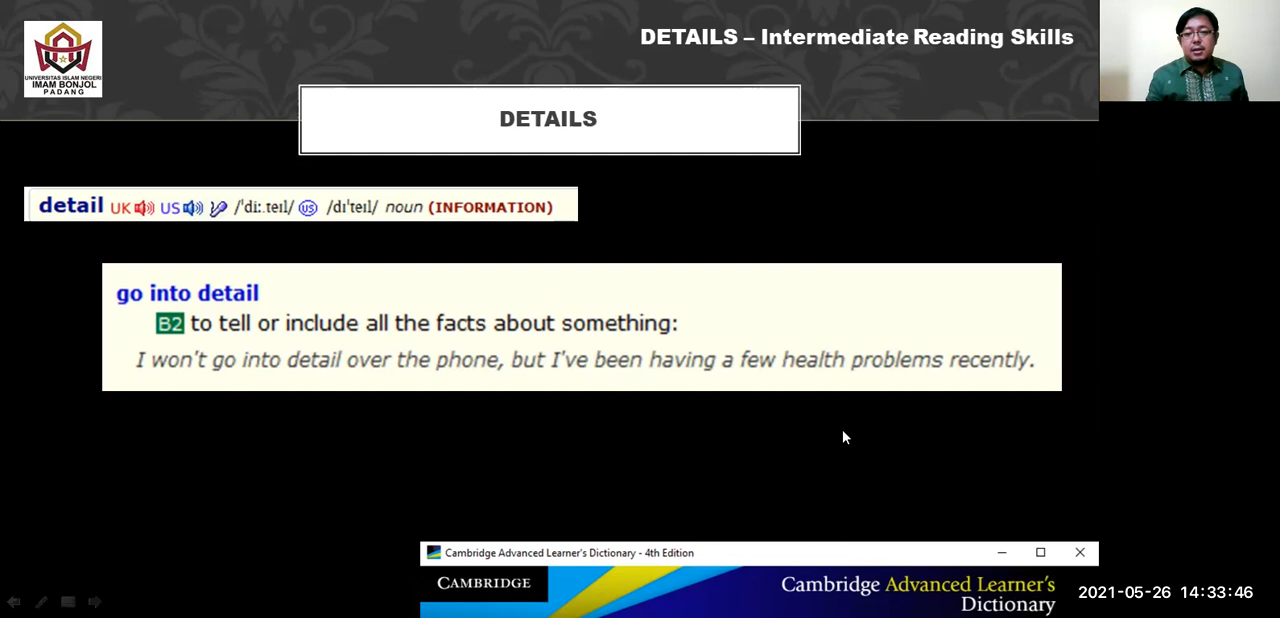 DETAILS – Intermediate Reading Skills
UNIVERSITAS ISLAM NEGERI
IMAM BONJOL
PADANG
DETAILS
detail UK US /ˈdiː.teɪl/ US /dɪˈteɪl/ noun (INFORMATION)
go into detail
B2 to tell or include all the facts about something:
I won't go into detail over the phone, but I've been having a few health problems recently.
Cambridge Advanced Learner's Dictionary - 4th Edition
CAMBRIDGE
Cambridge Advanced Learner's
Dictionary
2021-05-26 14:33:46